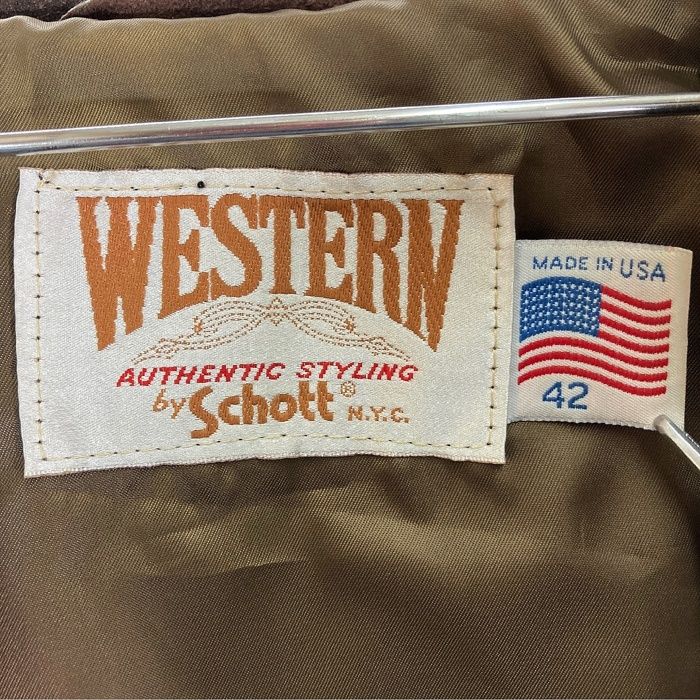 WESTERN
AUTHENTIC STYLING
by Schott® N.Y.C.
MADE IN USA
42